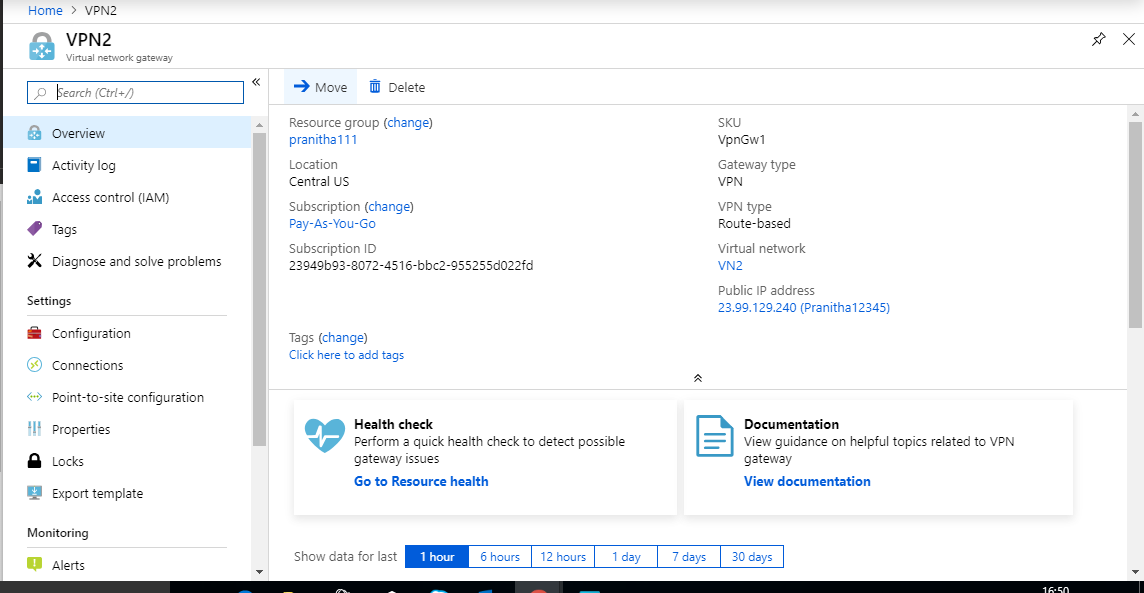 Home > VPN2
VPN2
Virtual network gateway
Search (Ctrl+/)
«
Overview
Activity log
Access control (IAM)
Tags
Diagnose and solve problems
Settings
Configuration
Connections
Point-to-site configuration
Properties
Locks
Export template
Monitoring
Alerts
Move
Delete
Resource group (change)
pranitha111
Location
Central US
Subscription (change)
Pay-As-You-Go
Subscription ID
23949b93-8072-4516-bbc2-955255d022fd
SKU
VpnGw1
Gateway type
VPN
VPN type
Route-based
Virtual network
VN2
Public IP address
23.99.129.240 (Pranitha12345)
Tags (change)
Click here to add tags
Health check
Perform a quick health check to detect possible
gateway issues
Go to Resource health
Documentation
View guidance on helpful topics related to VPN
gateway
View documentation
Show data for last
1 hour
6 hours
12 hours
1 day
7 days
30 days
16:50